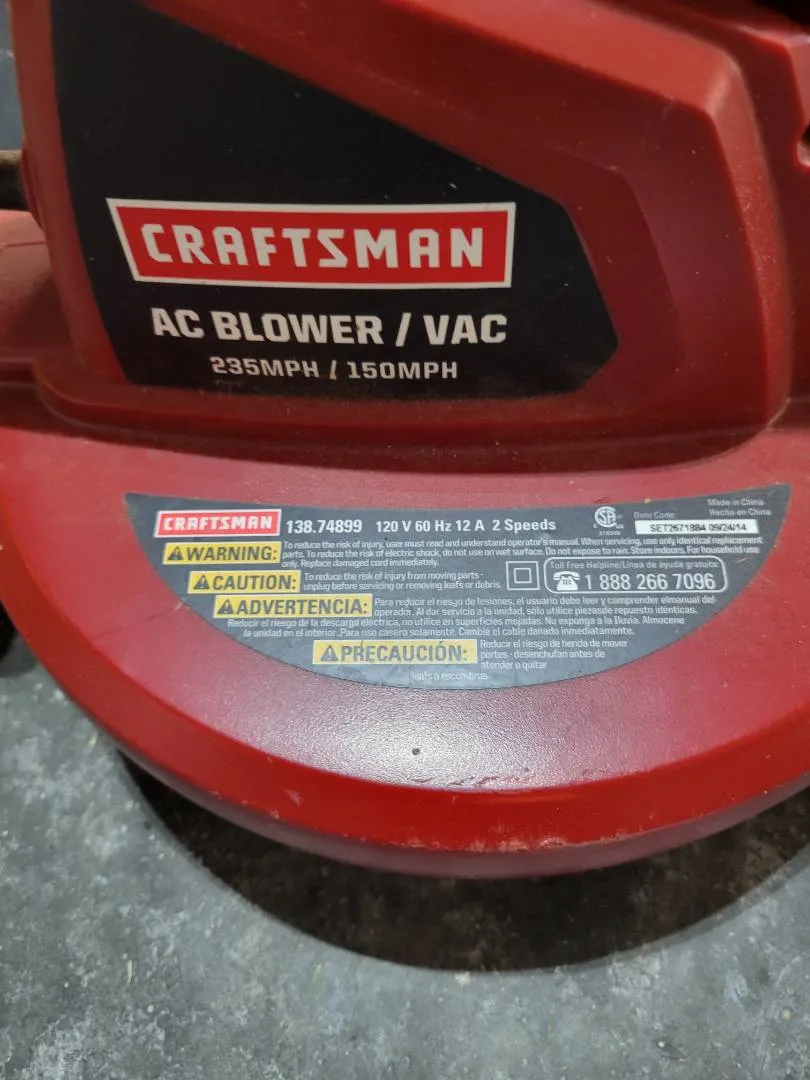 CRAFTSMAN
AC BLOWER / VAC
235MPH / 150MPH
CRAFTSMAN 138.74899 120 V 60 Hz 12 A 2 Speeds
Date Code:
SET2671884 09/24/14
Made in China
Hecho en China
WARNING: To reduce the risk of injury, user must read and understand operator's manual. When servicing, use only identical replacement
parts. To reduce the risk of electric shock, do not use on wet surface. Do not expose to rain. Store indoors. For household use
only. Replace damaged cord immediately.
CAUTION: To reduce the risk of injury from moving parts -
unplug before servicing or removing leafs or debris.
Toll Free Helpline/Linea de ayuda gratuita:
1 888 266 7096
ADVERTENCIA: Para reducir el riesgo de lesiones, el usuario debe leer y comprender elmanual del
operador. Al dar servicio a la unidad, sólo utilice piezasde repuesto idénticas.
Reducir el riesgo de la descarga eléctrica, no utilice en superficies mojadas. No exponga a la lluvia. Almacene
la unidad en el interior. Para uso casero solamente. Cambie el cable dañado inmediatamente.
PRECAUCIÓN: Reducir el riesgo de herida de mover
partes - desenchufan antes de
atender o quitar
leafs o escombros.